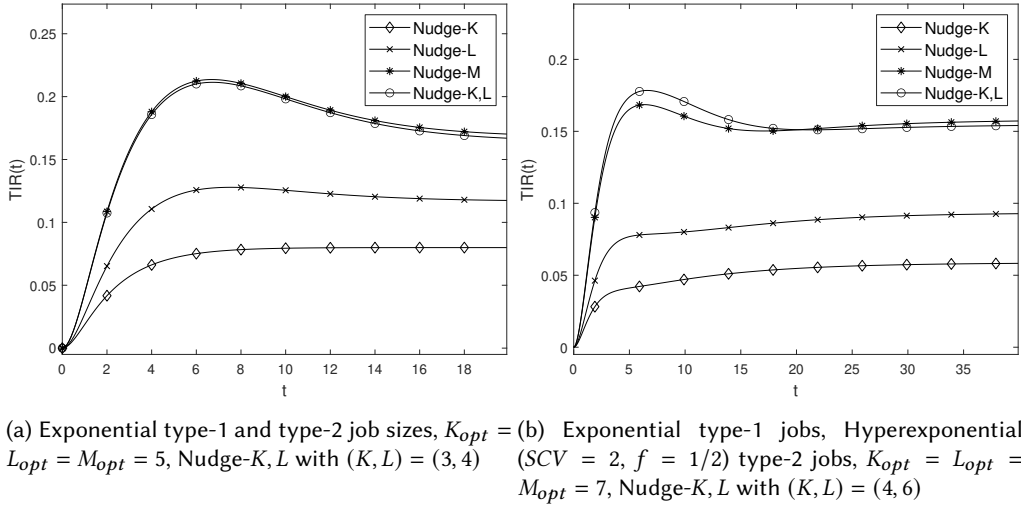 0.25
0.2
0.15
0.1
0.05
0
TIR(t)
0 2 4 6 8 10 12 14 16 18
t
Nudge-K
Nudge-L
Nudge-M
Nudge-K,L
0.2
0.15
0.1
0.05
0
TIR(t)
0 5 10 15 20 25 30 35
t
Nudge-K
Nudge-L
Nudge-M
Nudge-K,L
(a) Exponential type-1 and type-2 job sizes, K_opt =
L_opt = M_opt = 5, Nudge-K, L with (K, L) = (3, 4)
(b) Exponential type-1 jobs, Hyperexponential
(SCV = 2, f = 1/2) type-2 jobs, K_opt = L_opt =
M_opt = 7, Nudge-K, L with (K, L) = (4, 6)